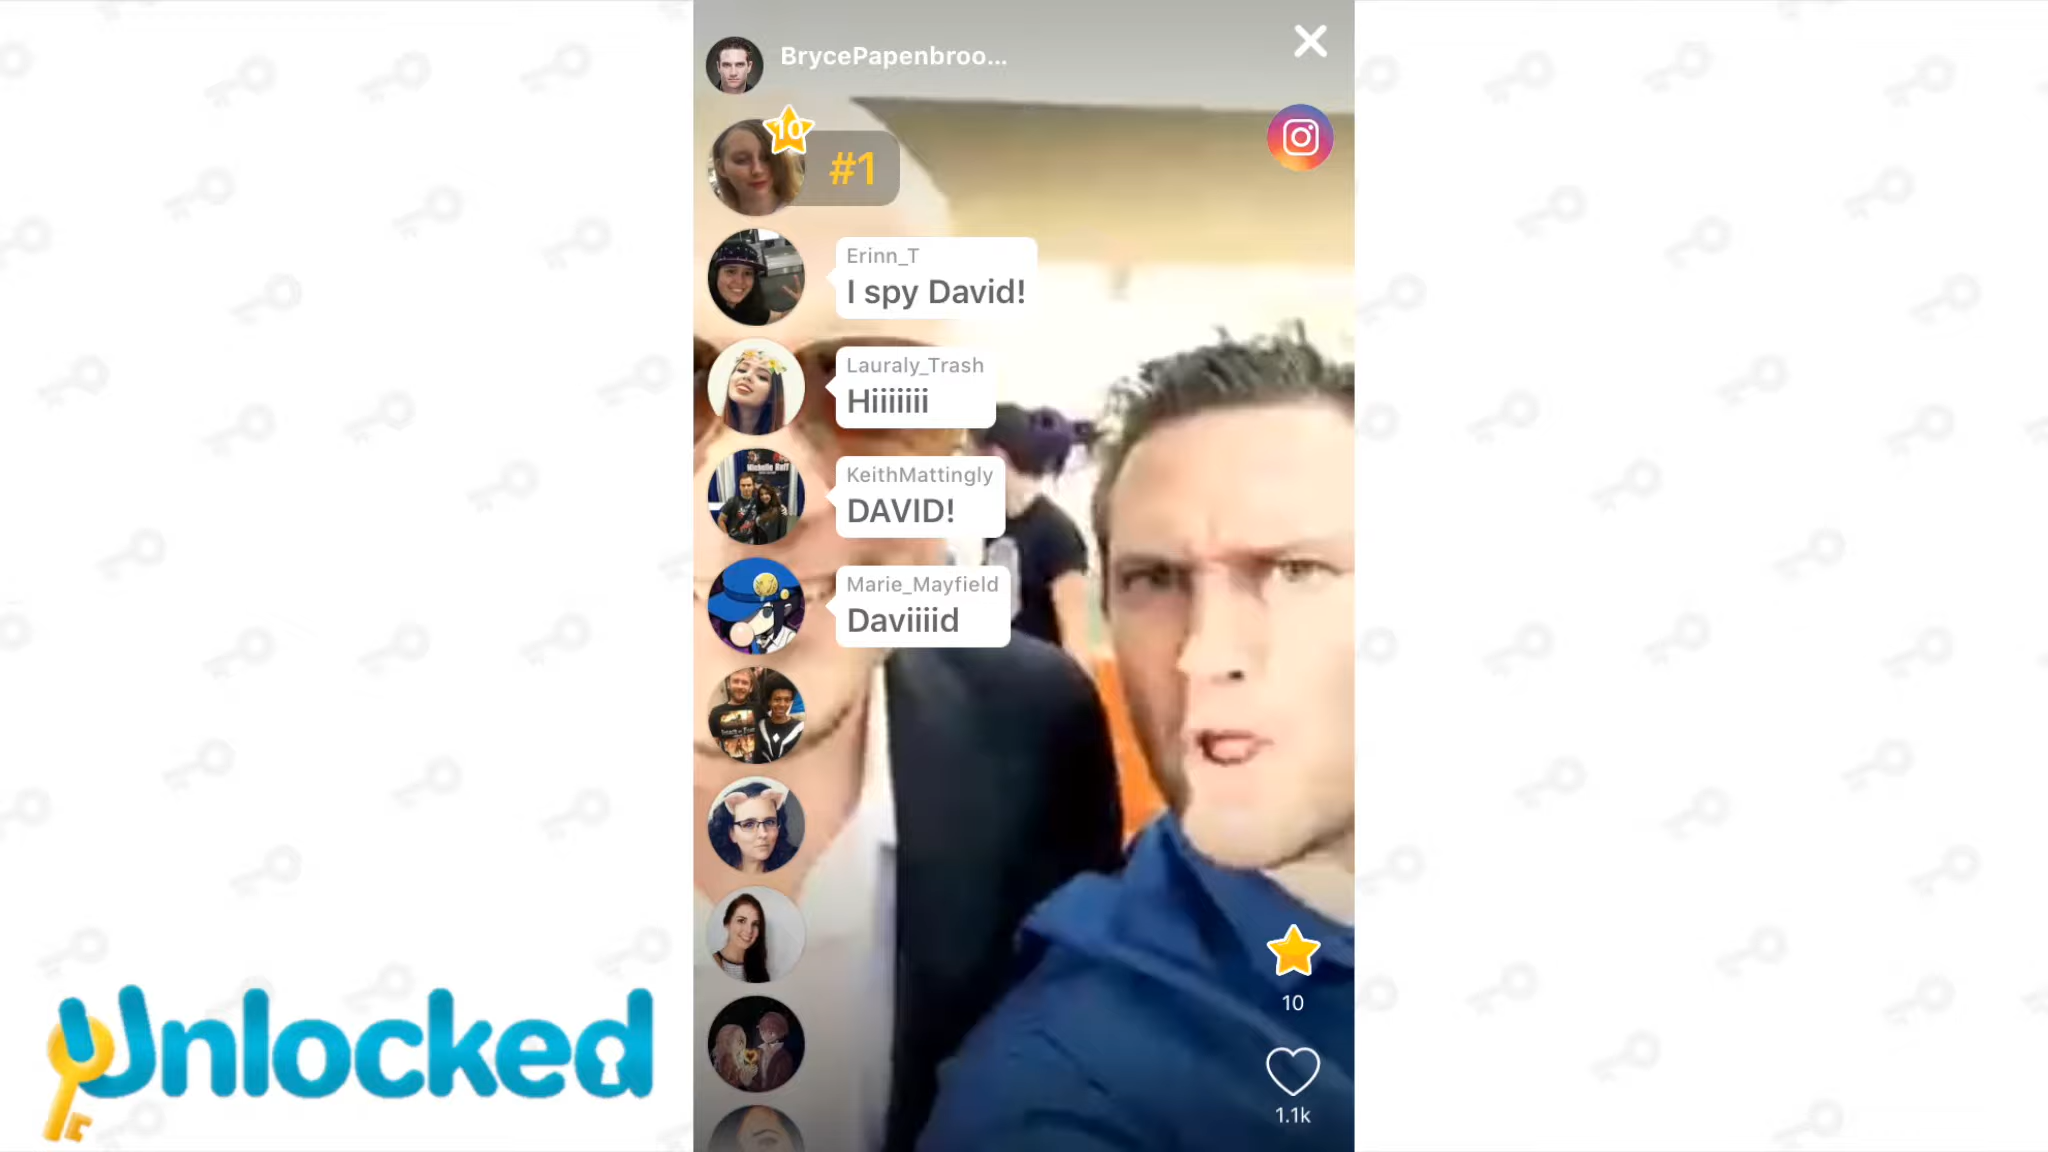 BrycePapenbroo...
10
#1
Erinn_T
I spy David!
Lauraly_Trash
Hiiiiiii
KeithMattingly
DAVID!
Marie_Mayfield
Daviiiid
10
1.1k
Unlocked